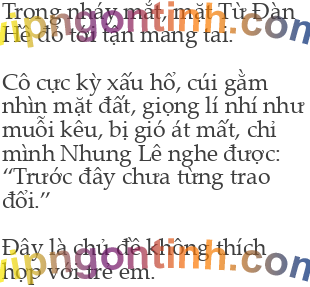 Trong nháy mắt, mặt Từ Đàn
Hề đỏ tới tận mang tai.
Cô cực kỳ xấu hổ, cúi gằm
nhìn mặt đất, giọng lí nhí như
muỗi kêu, bị gió át mất, chỉ
mình Nhung Lê nghe được:
“Trước đây chưa từng trao
đổi.”
Đây là chủ đề không thích
hợp với trẻ em.
vipngontinh.com
vipngontinh.com